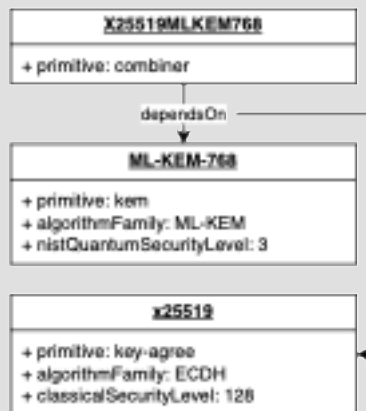 X25519MLKEM768
+ primitive: combiner
dependsOn
ML-KEM-768
+ primitive: kem
+ algorithmFamily: ML-KEM
+ nistQuantumSecurityLevel: 3
x25519
+ primitive: key-agree
+ algorithmFamily: ECDH
+ classicalSecurityLevel: 128